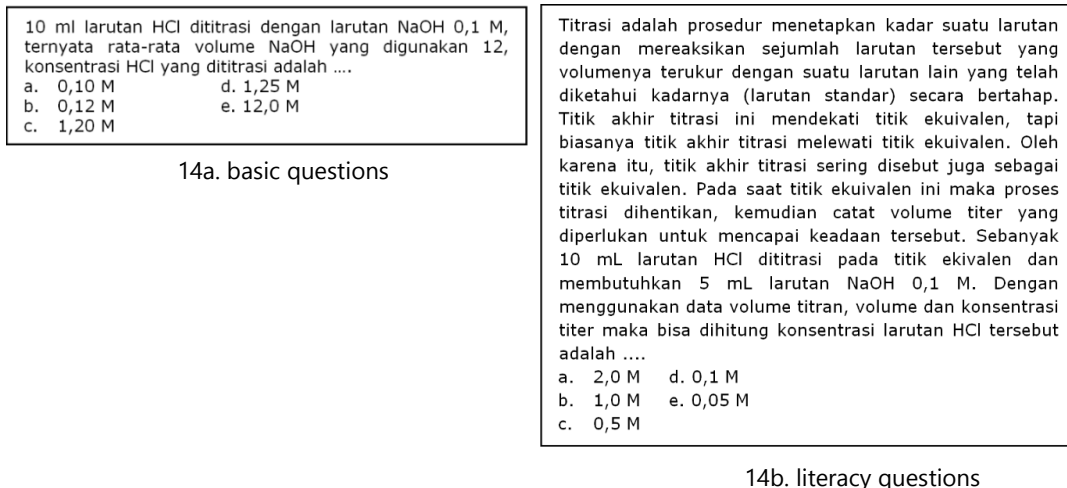 10 ml larutan HCl dititrasi dengan larutan NaOH 0,1 M,
ternyata rata-rata volume NaOH yang digunakan 12,
konsentrasi HCl yang dititrasi adalah ....
a. 0,10 M d. 1,25 M
b. 0,12 M e. 12,0 M
c. 1,20 M
14a. basic questions
Titrasi adalah prosedur menetapkan kadar suatu larutan
dengan mereaksikan sejumlah larutan tersebut yang
volumenya terukur dengan suatu larutan lain yang telah
diketahui kadarnya (larutan standar) secara bertahap.
Titik akhir titrasi ini mendekati titik ekuivalen, tapi
biasanya titik akhir titrasi melewati titik ekuivalen. Oleh
karena itu, titik akhir titrasi sering disebut juga sebagai
titik ekuivalen. Pada saat titik ekuivalen ini maka proses
titrasi dihentikan, kemudian catat volume titer yang
diperlukan untuk mencapai keadaan tersebut. Sebanyak
10 mL larutan HCl dititrasi pada titik ekivalen dan
membutuhkan 5 mL larutan NaOH 0,1 M. Dengan
menggunakan data volume titran, volume dan konsentrasi
titer maka bisa dihitung konsentrasi larutan HCl tersebut
adalah ....
a. 2,0 M d. 0,1 M
b. 1,0 M e. 0,05 M
c. 0,5 M
14b. literacy questions